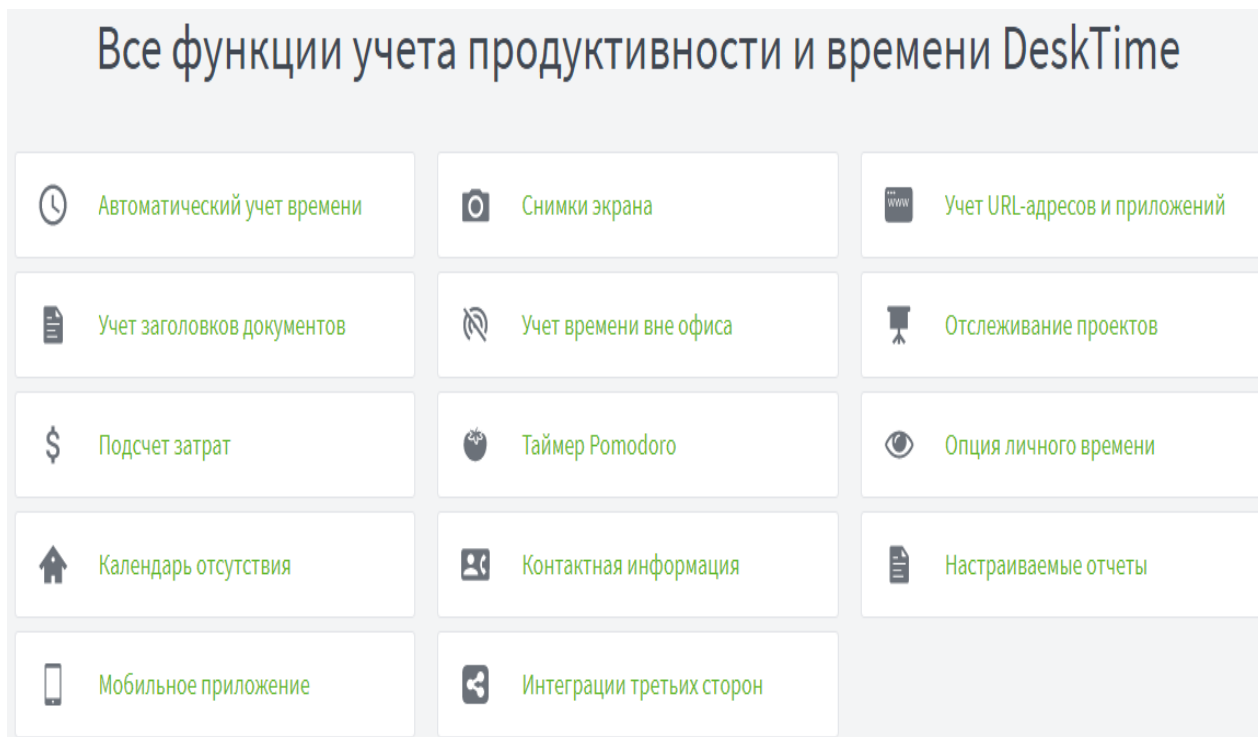 Все функции учета продуктивности и времени DeskTime
Автоматический учет времени
Снимки экрана
www
Учет URL-адресов и приложений
Учет заголовков документов
Учет времени вне офиса
Отслеживание проектов
$
Подсчет затрат
Таймер Pomodoro
Опция личного времени
Календарь отсутствия
Контактная информация
Настраиваемые отчеты
Мобильное приложение
Интеграции третьих сторон